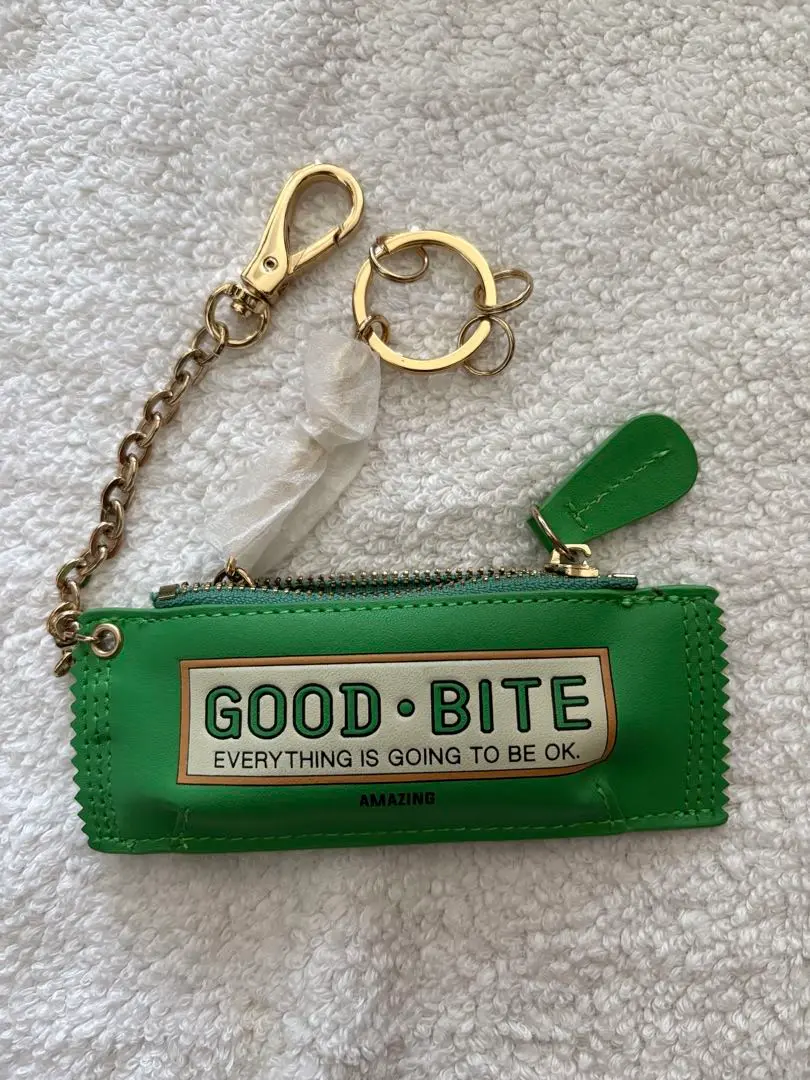 GOOD·BITE
EVERYTHING IS GOING TO BE OK.
AMAZING